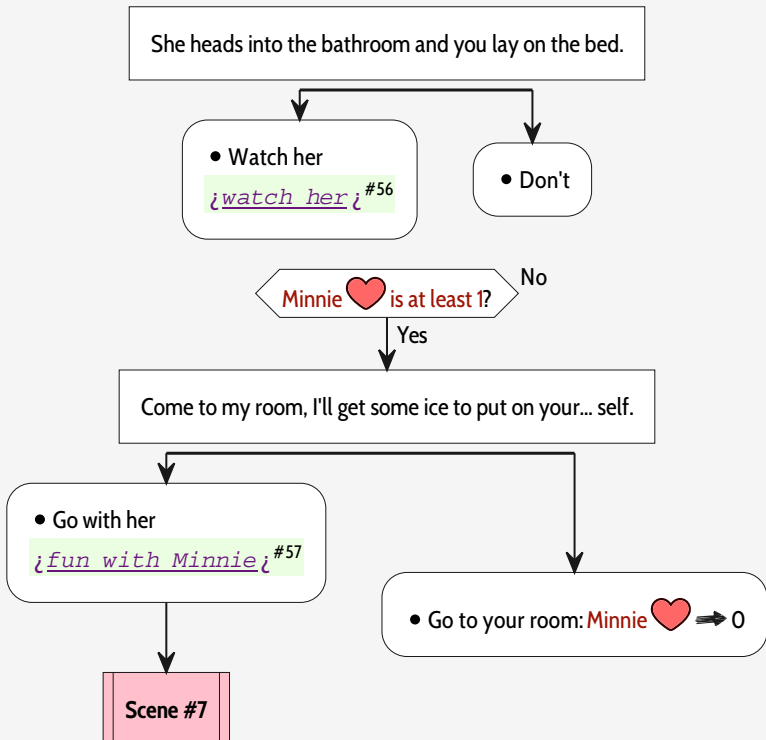 She heads into the bathroom and you lay on the bed.
• Watch her
¿watch her¿#56
• Don't
Minnie is at least 1?
No
Yes
Come to my room, I'll get some ice to put on your... self.
• Go with her
¿fun with Minnie¿#57
• Go to your room: Minnie 0
Scene #7